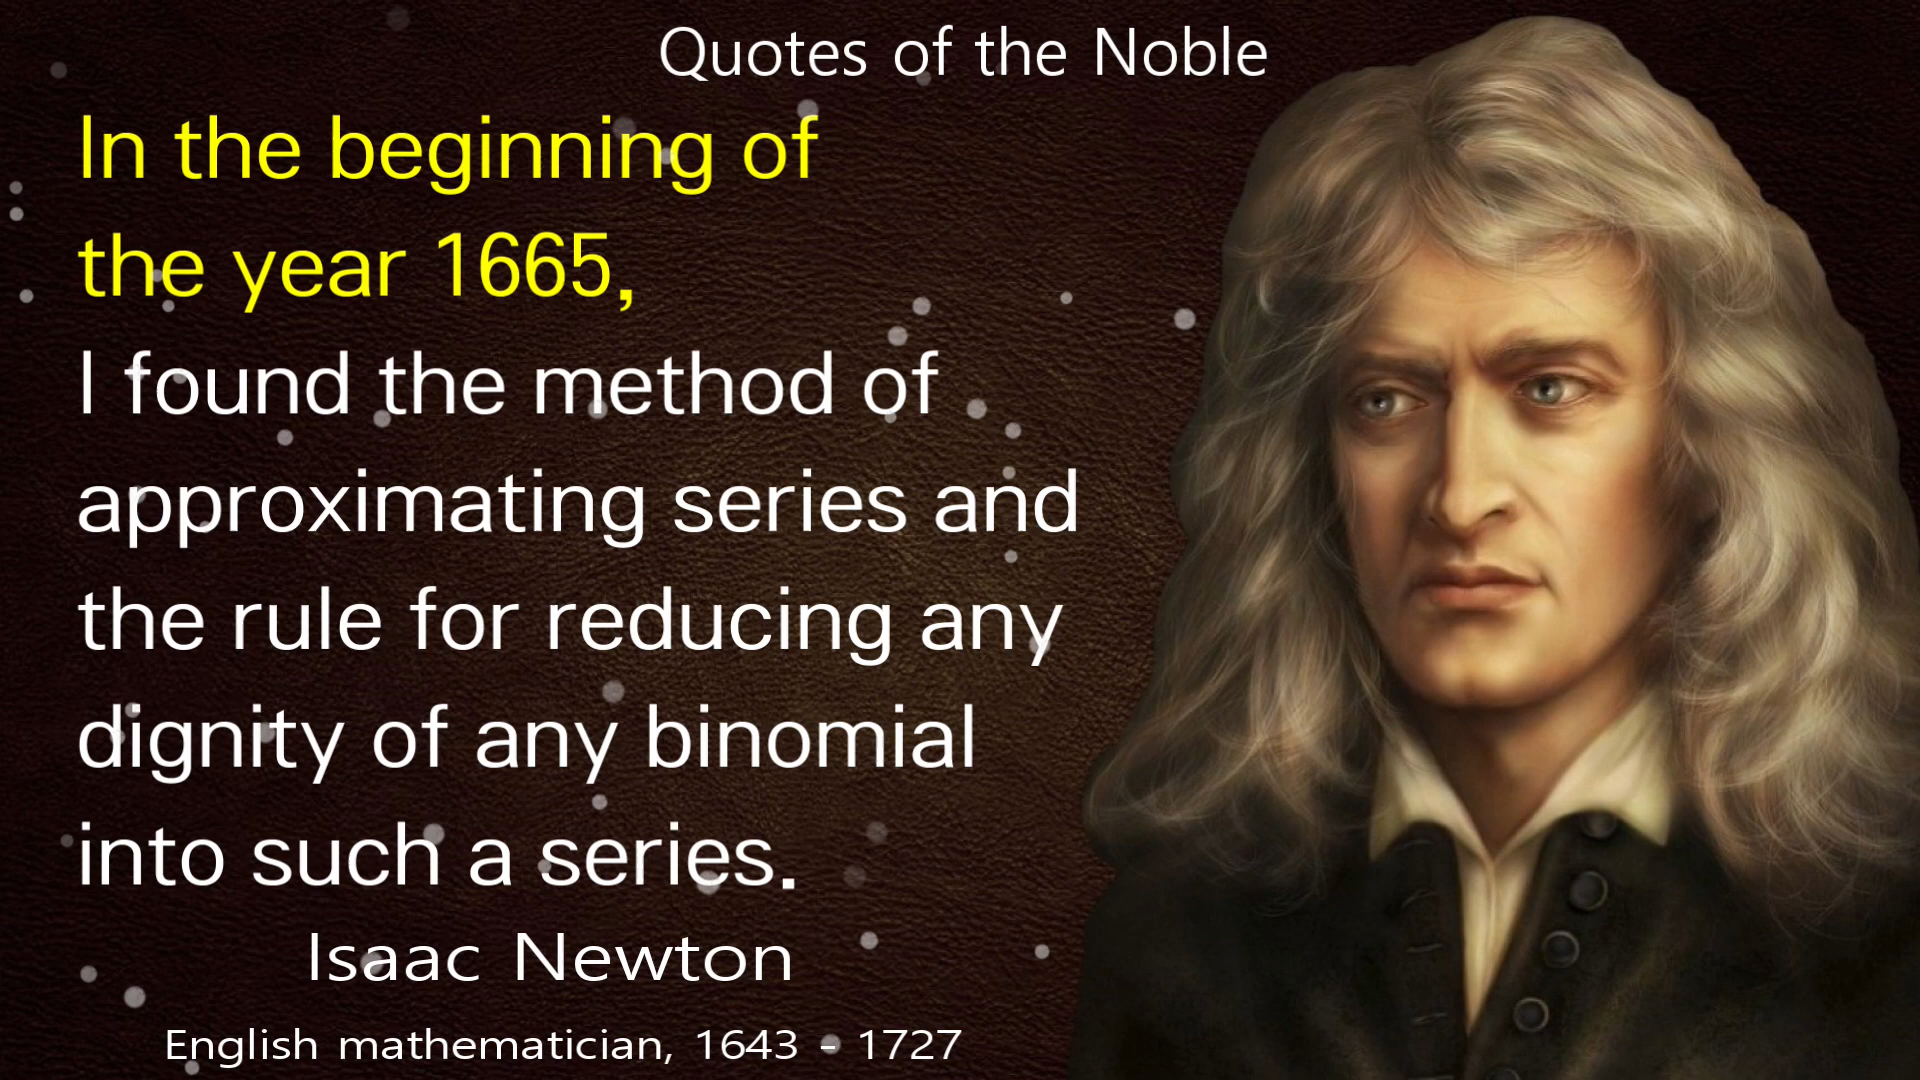 Quotes of the Noble
In the beginning of
the year 1665,
I found the method of
approximating series and
the rule for reducing any
dignity of any binomial
into such a series.
Isaac Newton
English mathematician, 1643 - 1727